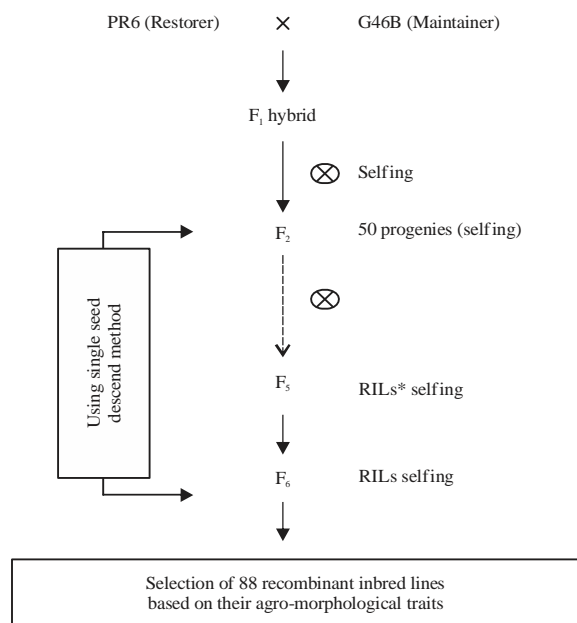 PR6 (Restorer) × G46B (Maintainer)
F₁ hybrid
Selfing
F₂ 50 progenies (selfing)
Using single seed
descend method
F₅ RILs* selfing
F₆ RILs selfing
Selection of 88 recombinant inbred lines
based on their agro-morphological traits